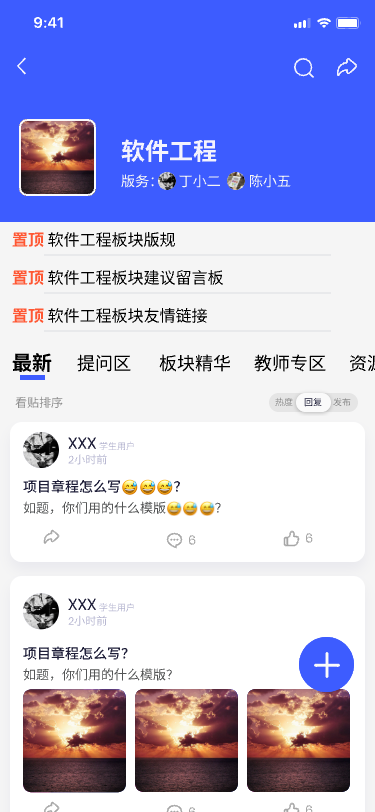 9:41
软件工程
版务：丁小二 陈小五
置顶 软件工程板块版规
置顶 软件工程板块建议留言板
置顶 软件工程板块友情链接
最新 提问区 板块精华 教师专区 资源
看贴排序 热度 回复 发布
XXX 学生用户
2小时前
项目章程怎么写😅😅😅？
如题，你们用的什么模版😅😅😅？
6 6
XXX 学生用户
2小时前
项目章程怎么写？
如题，你们用的什么模版？
6 6